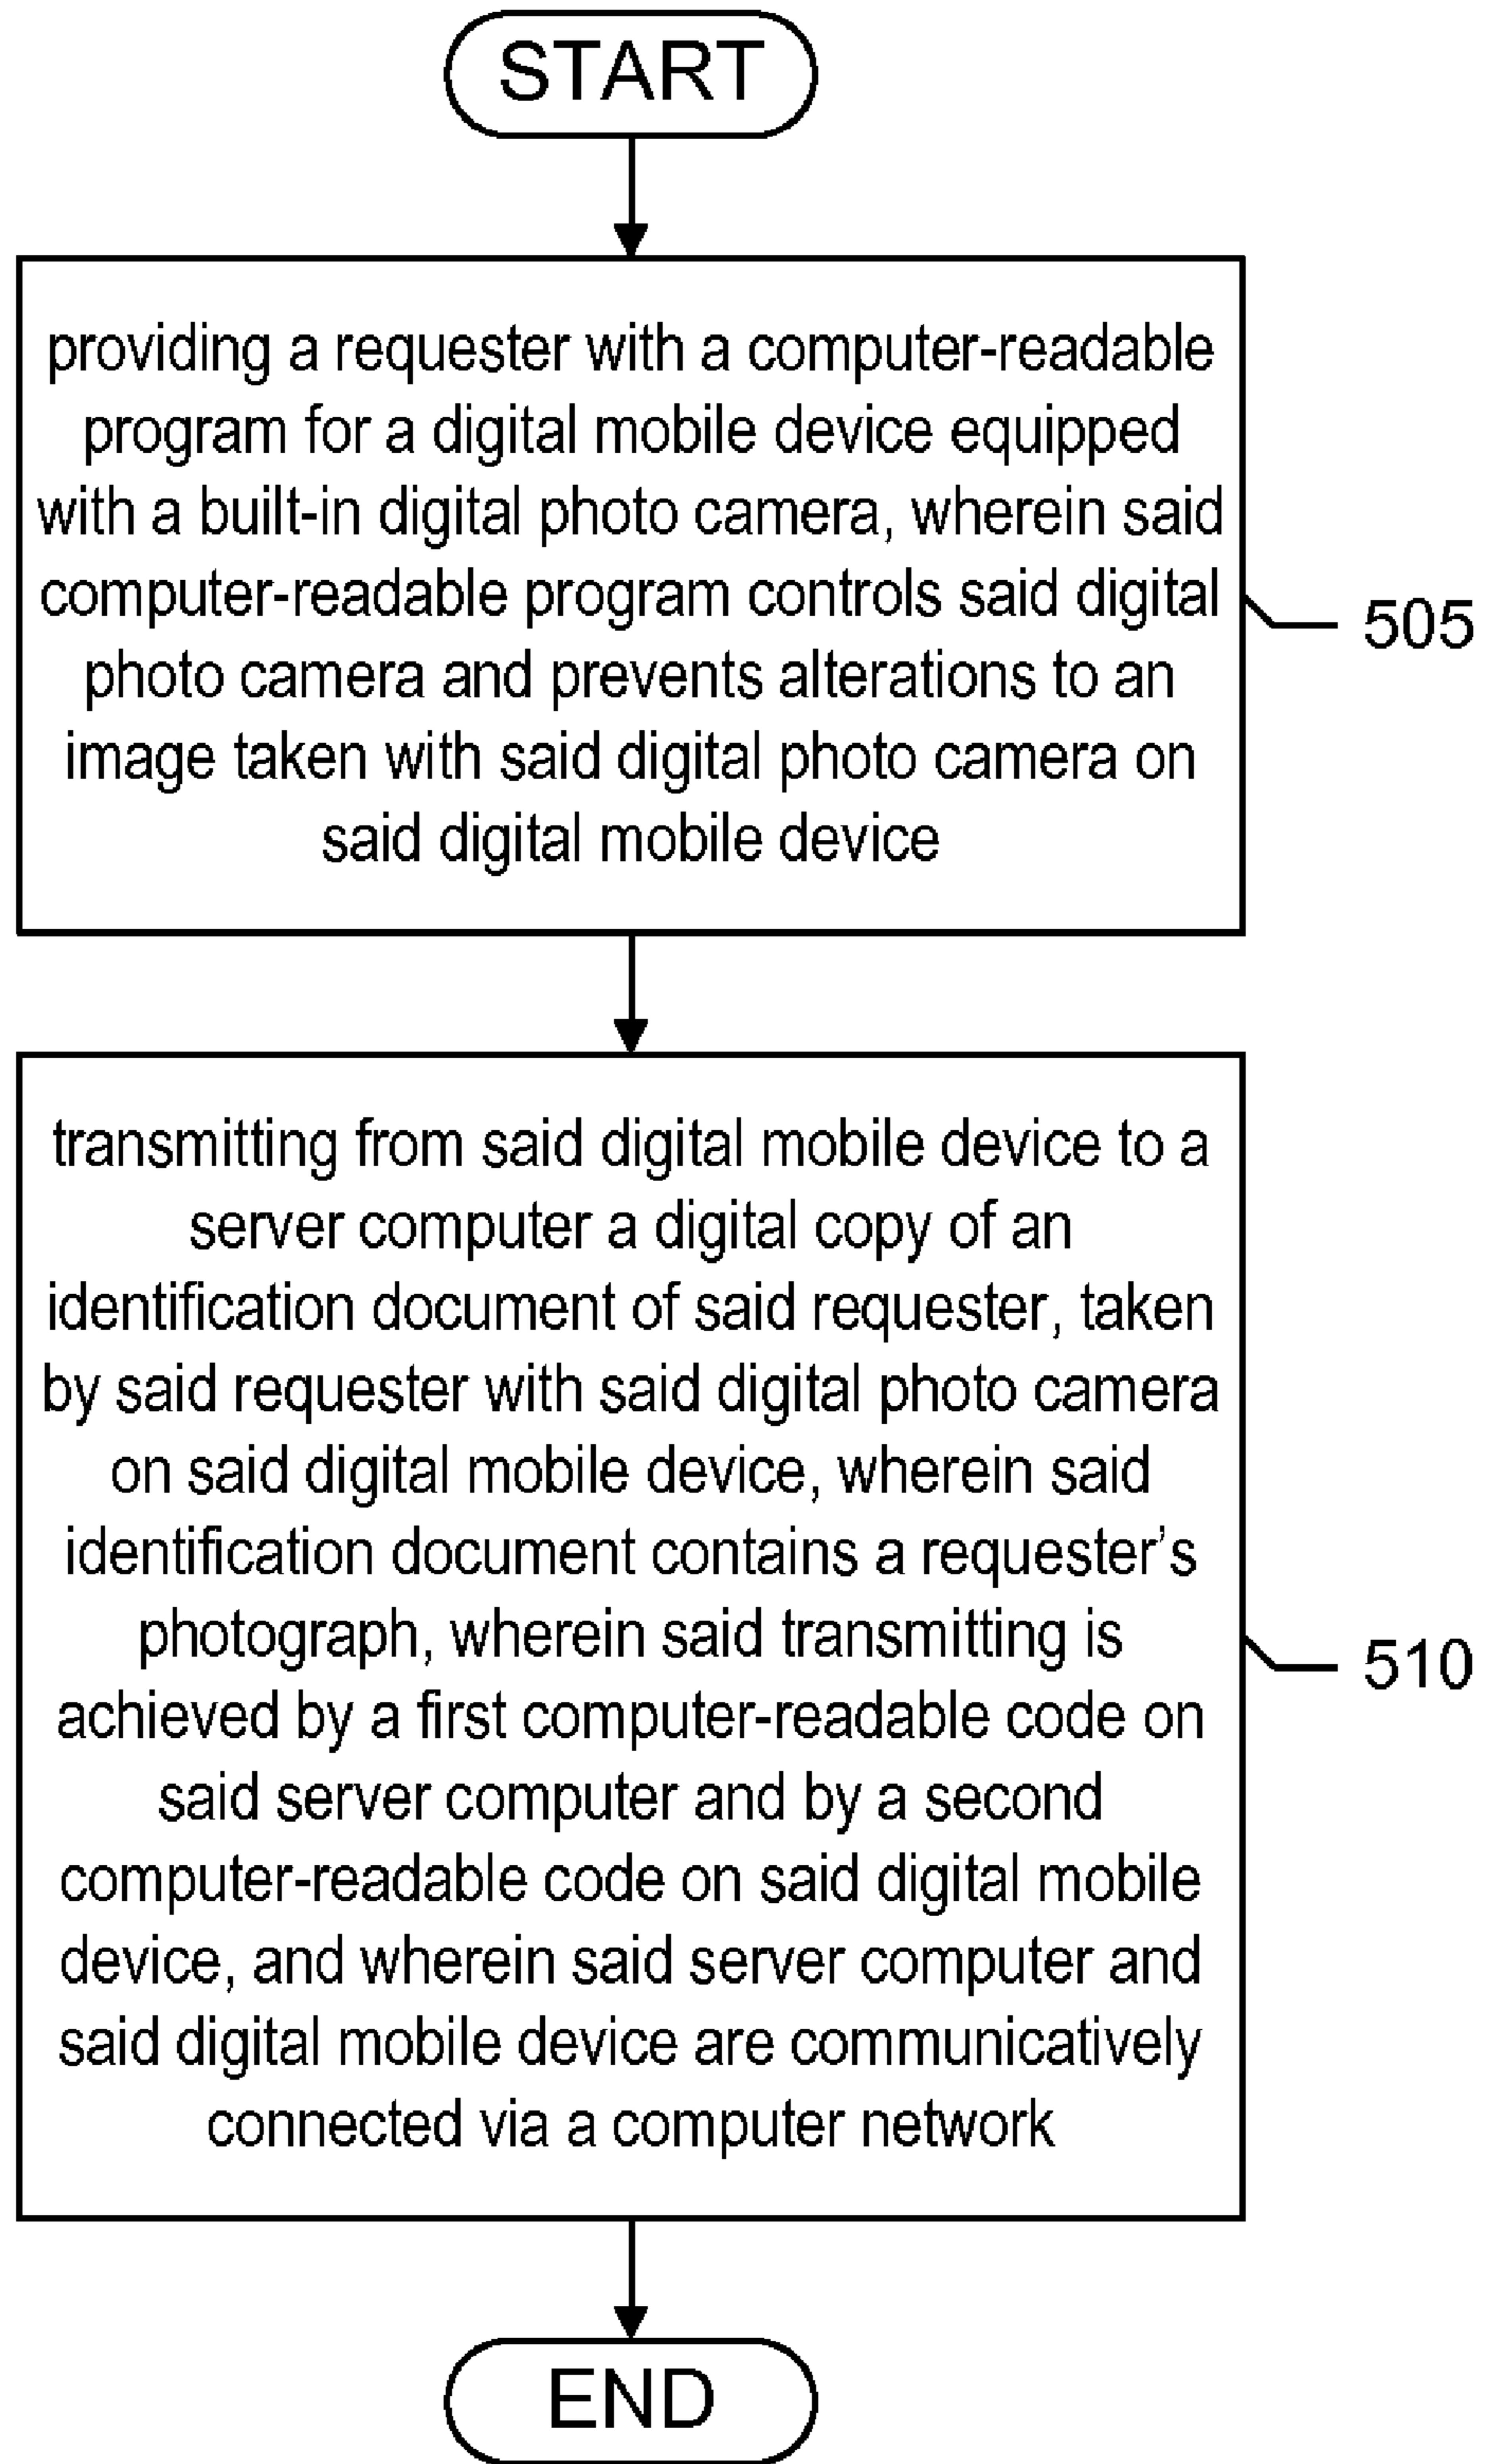 START
providing a requester with a computer-readable
program for a digital mobile device equipped
with a built-in digital photo camera, wherein said
computer-readable program controls said digital
photo camera and prevents alterations to an
image taken with said digital photo camera on
said digital mobile device
505
transmitting from said digital mobile device to a
server computer a digital copy of an
identification document of said requester, taken
by said requester with said digital photo camera
on said digital mobile device, wherein said
identification document contains a requester’s
photograph, wherein said transmitting is
achieved by a first computer-readable code on
said server computer and by a second
computer-readable code on said digital mobile
device, and wherein said server computer and
said digital mobile device are communicatively
connected via a computer network
510
END